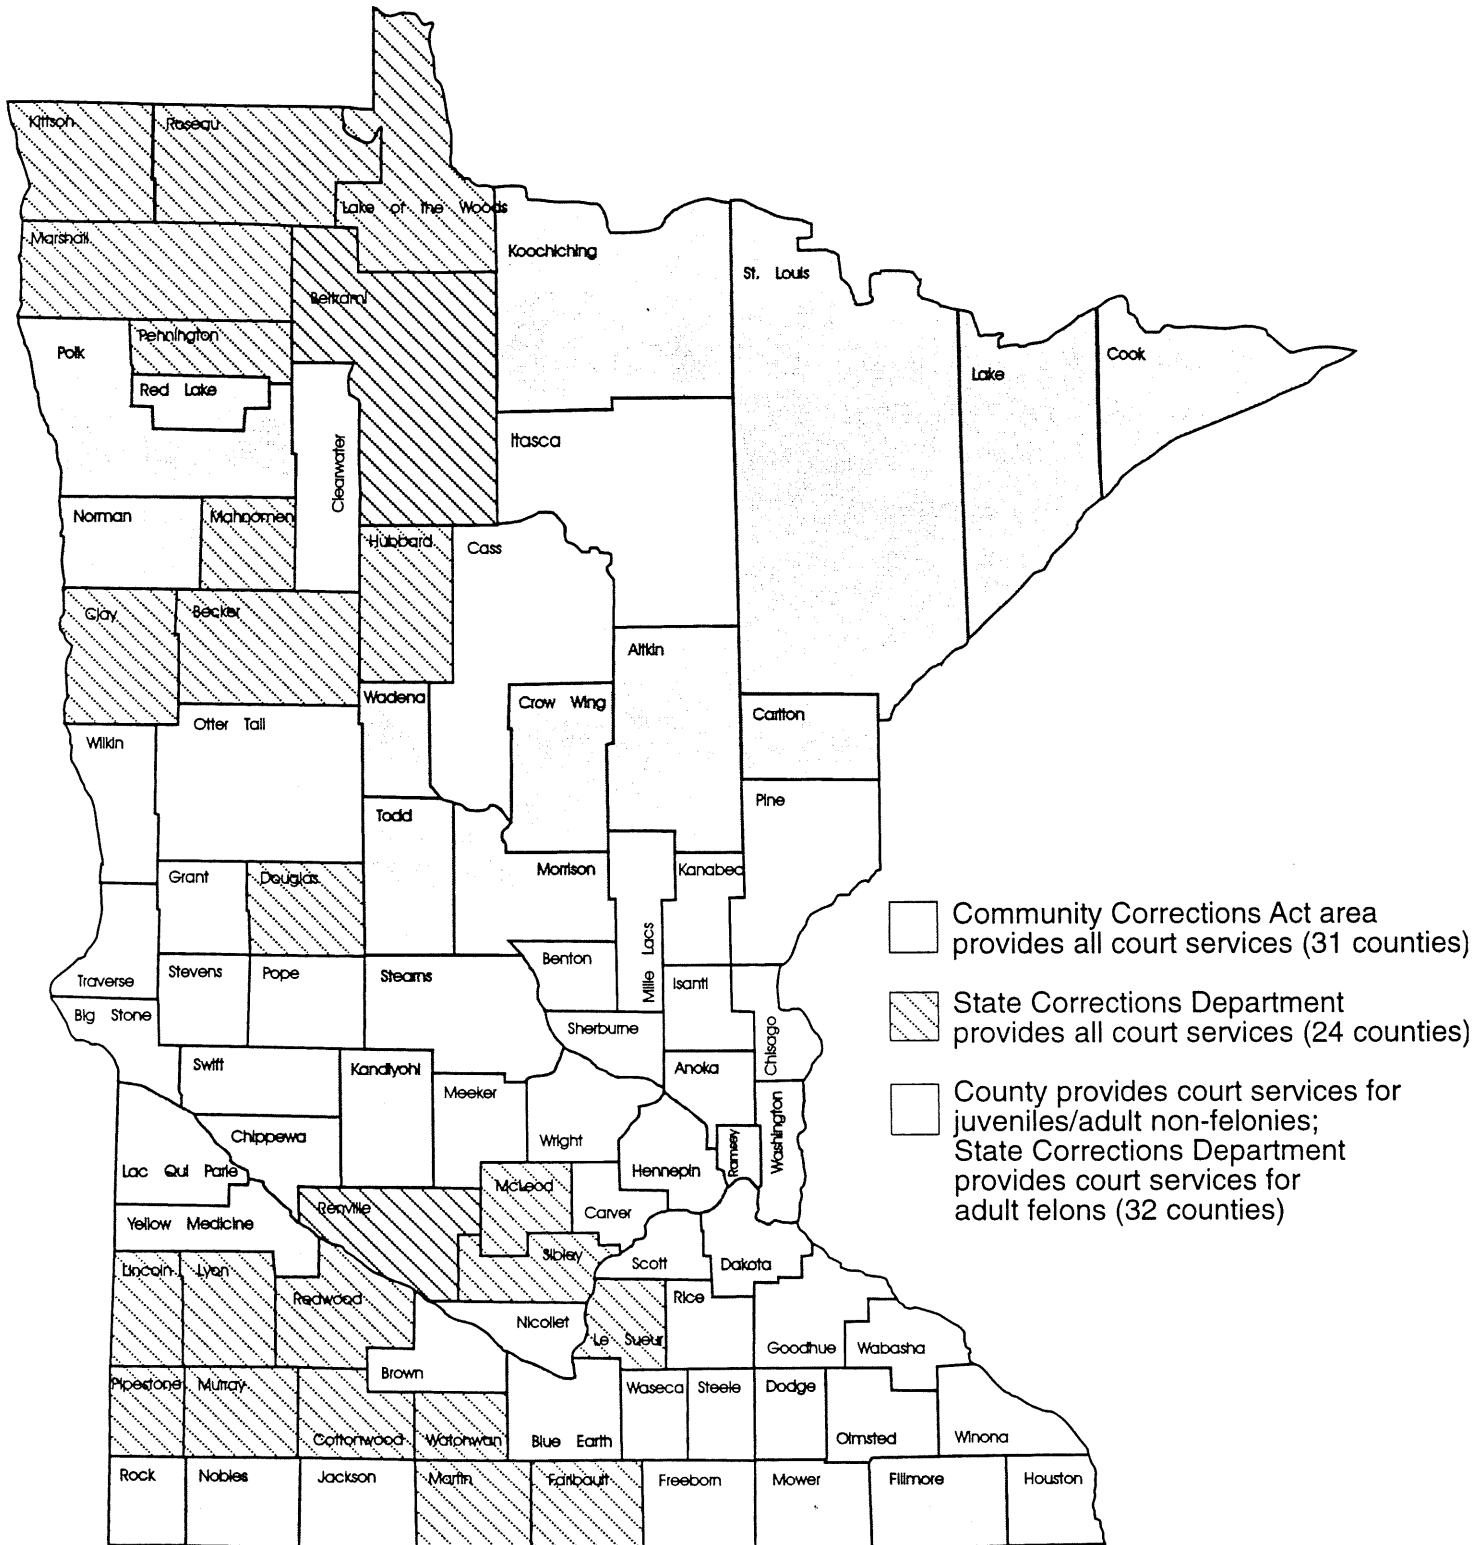 Kittson
Roseau
Lake of the Woods
Marshall
Koochiching
St. Louis
Beltrami
Pennington
Polk
Cook
Lake
Red Lake
Itasca
Clearwater
Norman
Mahnomen
Hubbard
Cass
Clay
Becker
Aitkin
Wadena
Crow Wing
Carlton
Otter Tail
Wilkin
Pine
Todd
Grant
Douglas
Morrison
Kanabec
Mille Lacs
Benton
Traverse
Stevens
Pope
Stearns
Isanti
Big Stone
Sherburne
Chisago
Swift
Kandiyohi
Anoka
Meeker
Washington
Chippewa
Wright
Ramsey
Lac Qui Parle
Hennepin
McLeod
Renville
Carver
Yellow Medicine
Sibley
Scott
Dakota
Lincoln
Lyon
Redwood
Rice
Nicollet
Le Sueur
Goodhue
Wabasha
Brown
Pipestone
Murray
Waseca
Steele
Dodge
Cottonwood
Watonwan
Blue Earth
Olmsted
Winona
Rock
Nobles
Jackson
Martin
Faribault
Freeborn
Mower
Fillmore
Houston
Community Corrections Act area
provides all court services (31 counties)
State Corrections Department
provides all court services (24 counties)
County provides court services for
juveniles/adult non-felonies;
State Corrections Department
provides court services for
adult felons (32 counties)